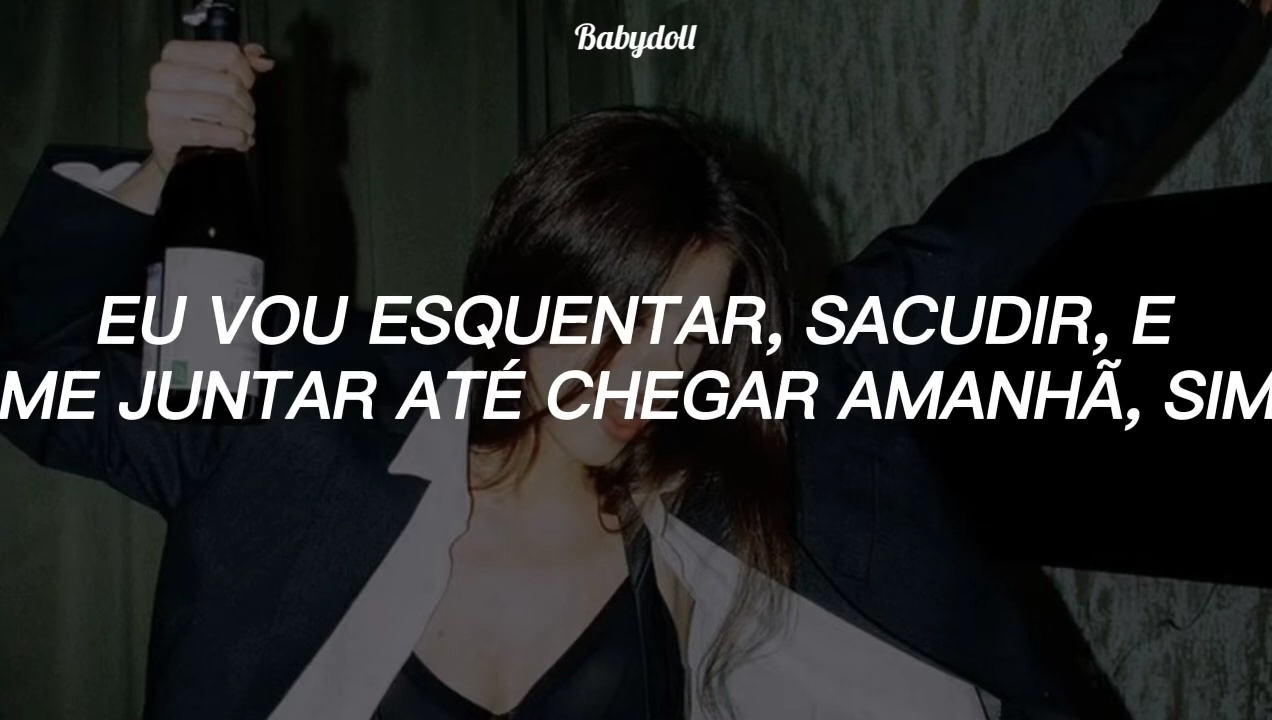 Babydoll
EU VOU ESQUENTAR, SACUDIR, E
ME JUNTAR ATÉ CHEGAR AMANHÃ, SIM